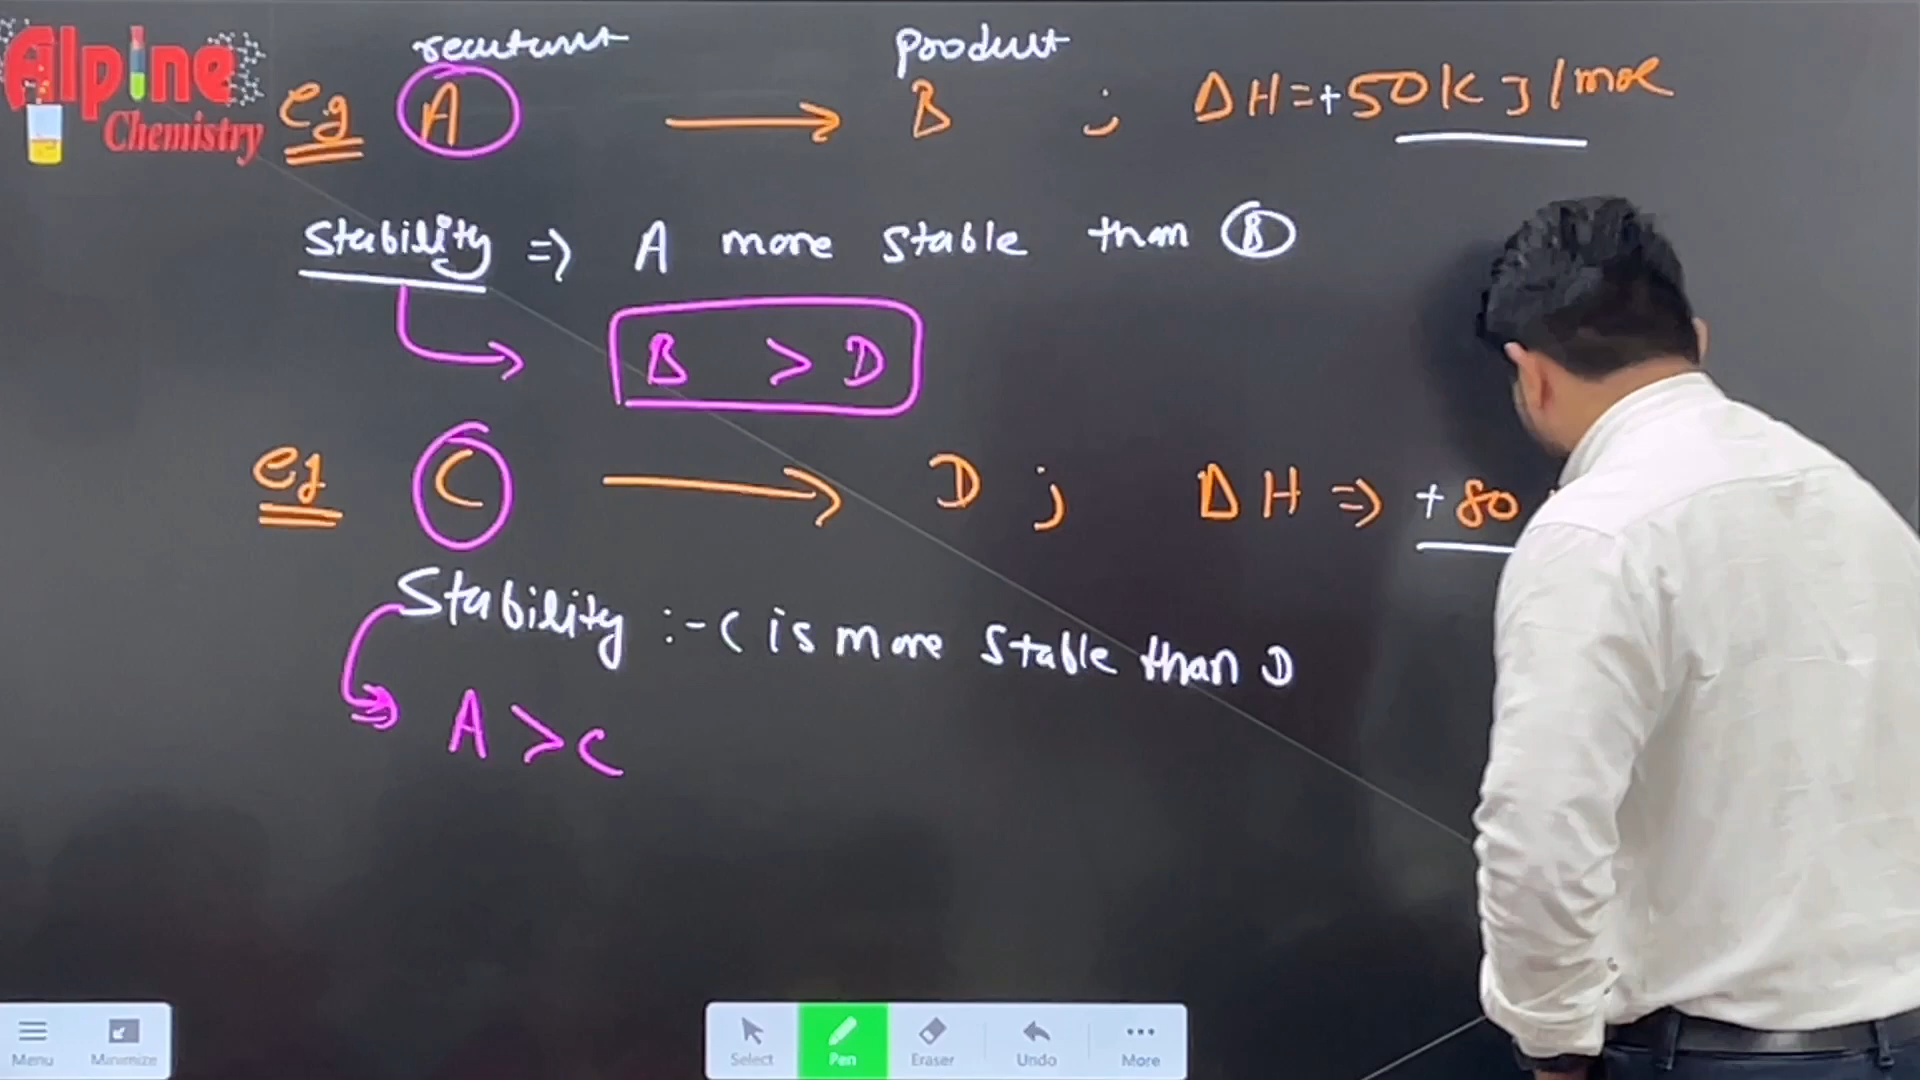 Alpine
Chemistry
reactant product
eg A → B ; ΔH=+50kJ/mol
Stability ⇒ A more stable than B
B > D
eg C → D ; ΔH ⇒ +80
Stability :- C is more stable than D
A > C
Menu Minimize Select Pen Eraser Undo More